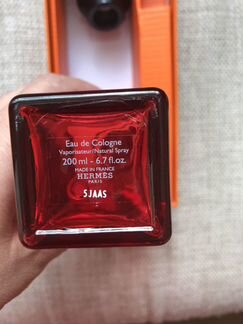 Eau de Cologne
Vaporisateur/Natural Spray
200 ml - 6.7 fl.oz.
MADE IN FRANCE
HERMÈS
PARIS
5JAAS